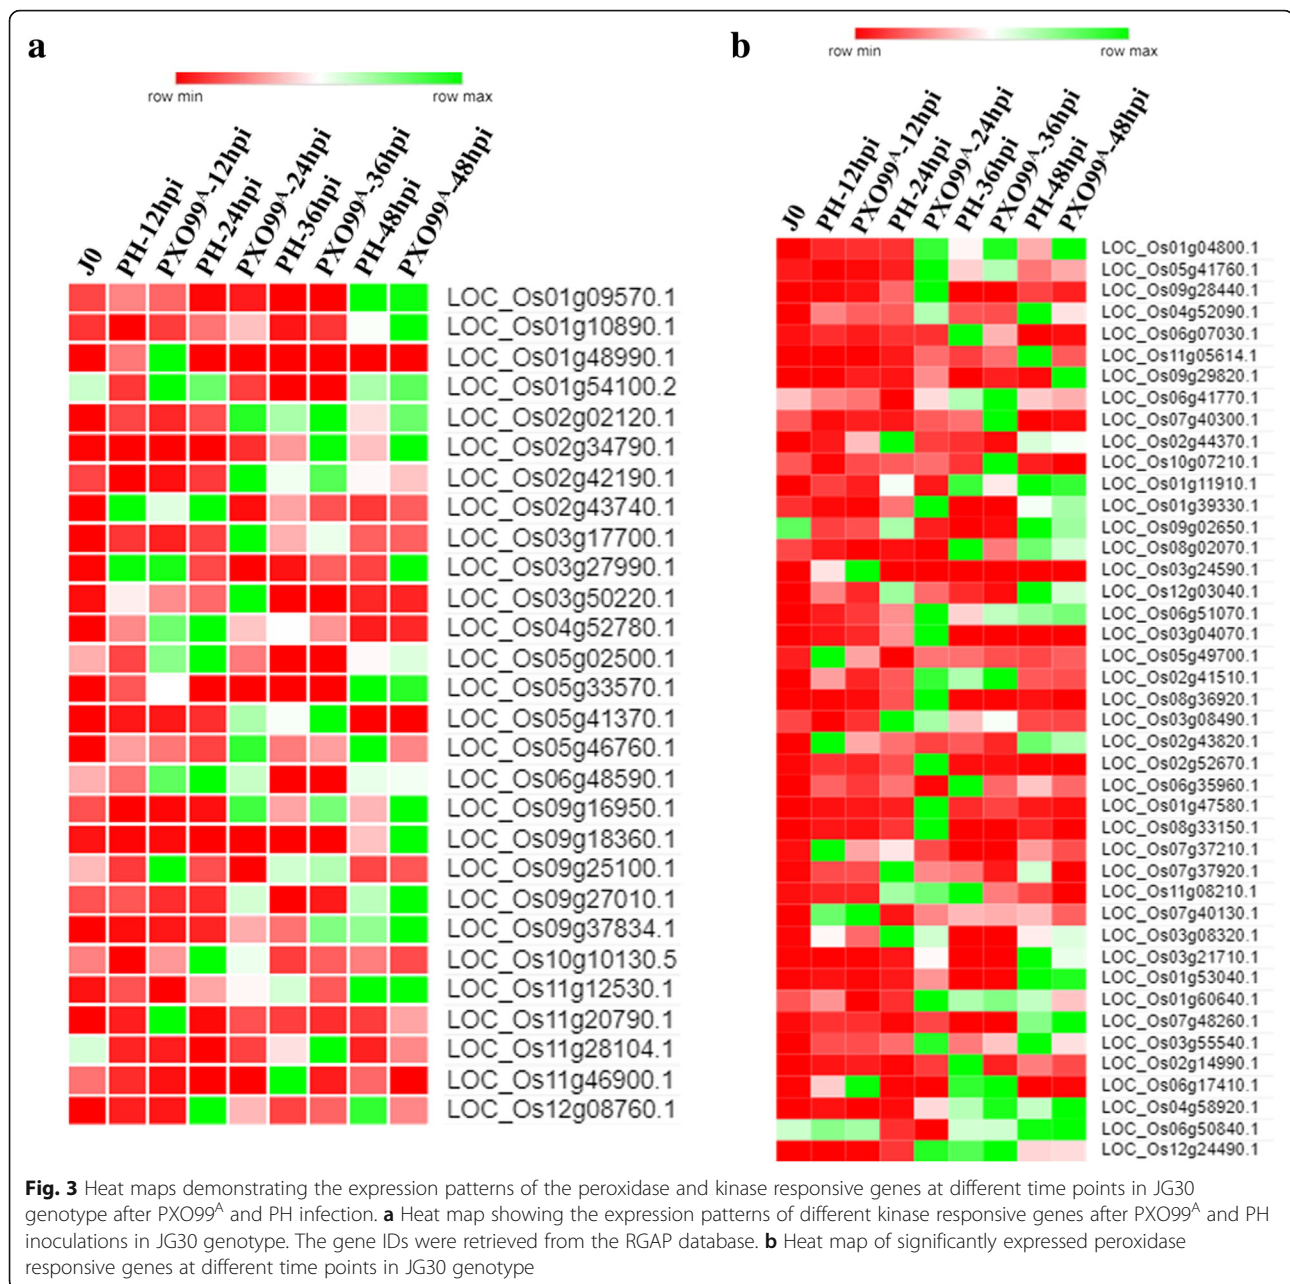 a
row min row max
J0 PH-12hpi PXO99A-12hpi PH-24hpi PXO99A-24hpi PH-36hpi PXO99A-36hpi PH-48hpi PXO99A-48hpi
LOC_Os01g09570.1
LOC_Os01g10890.1
LOC_Os01g48990.1
LOC_Os01g54100.2
LOC_Os02g02120.1
LOC_Os02g34790.1
LOC_Os02g42190.1
LOC_Os02g43740.1
LOC_Os03g17700.1
LOC_Os03g27990.1
LOC_Os03g50220.1
LOC_Os04g52780.1
LOC_Os05g02500.1
LOC_Os05g33570.1
LOC_Os05g41370.1
LOC_Os05g46760.1
LOC_Os06g48590.1
LOC_Os09g16950.1
LOC_Os09g18360.1
LOC_Os09g25100.1
LOC_Os09g27010.1
LOC_Os09g37834.1
LOC_Os10g10130.5
LOC_Os11g12530.1
LOC_Os11g20790.1
LOC_Os11g28104.1
LOC_Os11g46900.1
LOC_Os12g08760.1
b
row min row max
J0 PH-12hpi PXO99A-12hpi PH-24hpi PXO99A-24hpi PH-36hpi PXO99A-36hpi PH-48hpi PXO99A-48hpi
LOC_Os01g04800.1
LOC_Os05g41760.1
LOC_Os09g28440.1
LOC_Os04g52090.1
LOC_Os06g07030.1
LOC_Os11g05614.1
LOC_Os09g29820.1
LOC_Os06g41770.1
LOC_Os07g40300.1
LOC_Os02g44370.1
LOC_Os10g07210.1
LOC_Os01g11910.1
LOC_Os01g39330.1
LOC_Os09g02650.1
LOC_Os08g02070.1
LOC_Os03g24590.1
LOC_Os12g03040.1
LOC_Os06g51070.1
LOC_Os03g04070.1
LOC_Os05g49700.1
LOC_Os02g41510.1
LOC_Os08g36920.1
LOC_Os03g08490.1
LOC_Os02g43820.1
LOC_Os02g52670.1
LOC_Os06g35960.1
LOC_Os01g47580.1
LOC_Os08g33150.1
LOC_Os07g37210.1
LOC_Os07g37920.1
LOC_Os11g08210.1
LOC_Os07g40130.1
LOC_Os03g08320.1
LOC_Os03g21710.1
LOC_Os01g53040.1
LOC_Os01g60640.1
LOC_Os07g48260.1
LOC_Os03g55540.1
LOC_Os02g14990.1
LOC_Os06g17410.1
LOC_Os04g58920.1
LOC_Os06g50840.1
LOC_Os12g24490.1
Fig. 3 Heat maps demonstrating the expression patterns of the peroxidase and kinase responsive genes at different time points in JG30
genotype after PXO99A and PH infection. a Heat map showing the expression patterns of different kinase responsive genes after PXO99A and PH
inoculations in JG30 genotype. The gene IDs were retrieved from the RGAP database. b Heat map of significantly expressed peroxidase
responsive genes at different time points in JG30 genotype